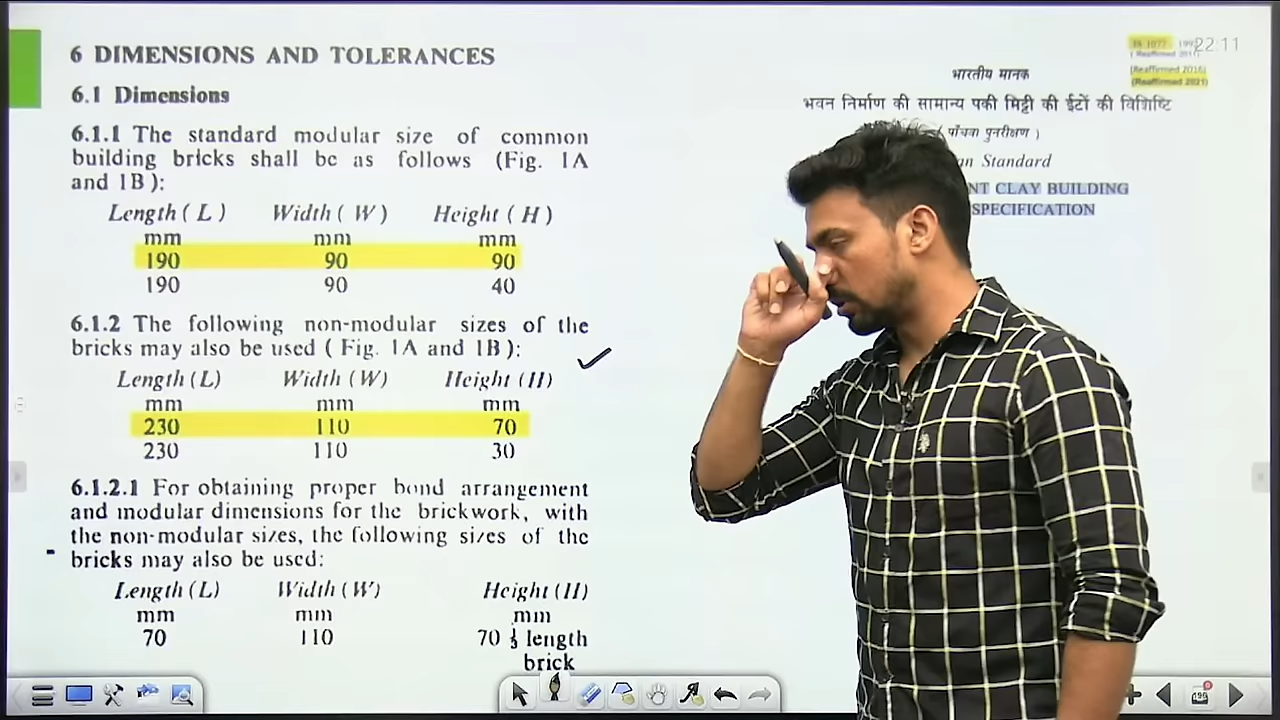 6 DIMENSIONS AND TOLERANCES
6.1 Dimensions
6.1.1 The standard modular size of common
building bricks shall be as follows (Fig. 1A
and 1B ):
Length ( L ) Width ( W ) Height ( H )
mm mm mm
190 90 90
190 90 40
6.1.2 The following non-modular sizes of the
bricks may also be used ( Fig. 1A and 1B ):
Length (L) Width (W) Height (H)
mm mm mm
230 110 70
230 110 30
6.1.2.1 For obtaining proper bond arrangement
and modular dimensions for the brickwork, with
the non-modular sizes, the following sizes of the
bricks may also be used:
Length (L) Width (W) Height (H)
mm mm mm
70 110 70 ⅓ length
brick
22:11
(Reaffirmed 2016)
(Reaffirmed 2021)
भारतीय मानक
भवन निर्माण की सामान्य पकी मिट्टी की ईटों की विशिष्टि
( पाँचवा पुनरीक्षण )
Standard
CLAY BUILDING
SPECIFICATION